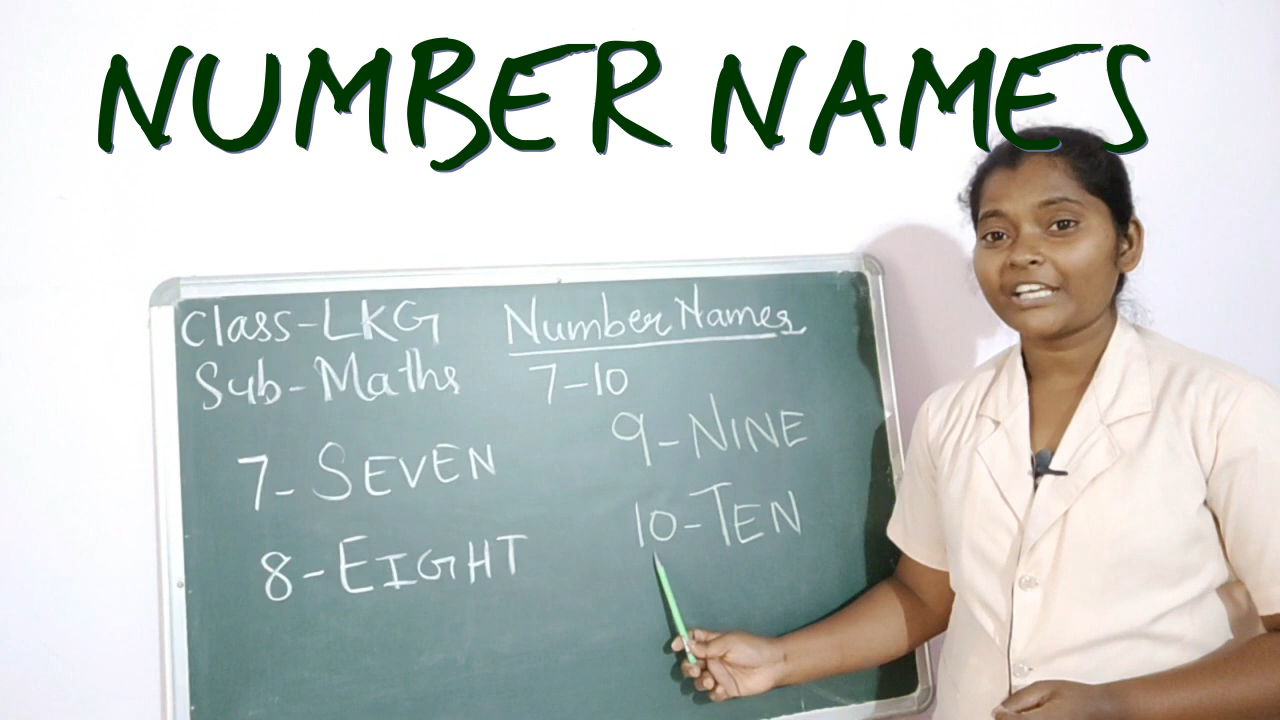 NUMBER NAMES
Class-LKG
Sub-Maths
Number Names
7-10
7-SEVEN
8-EIGHT
9-NINE
10-TEN